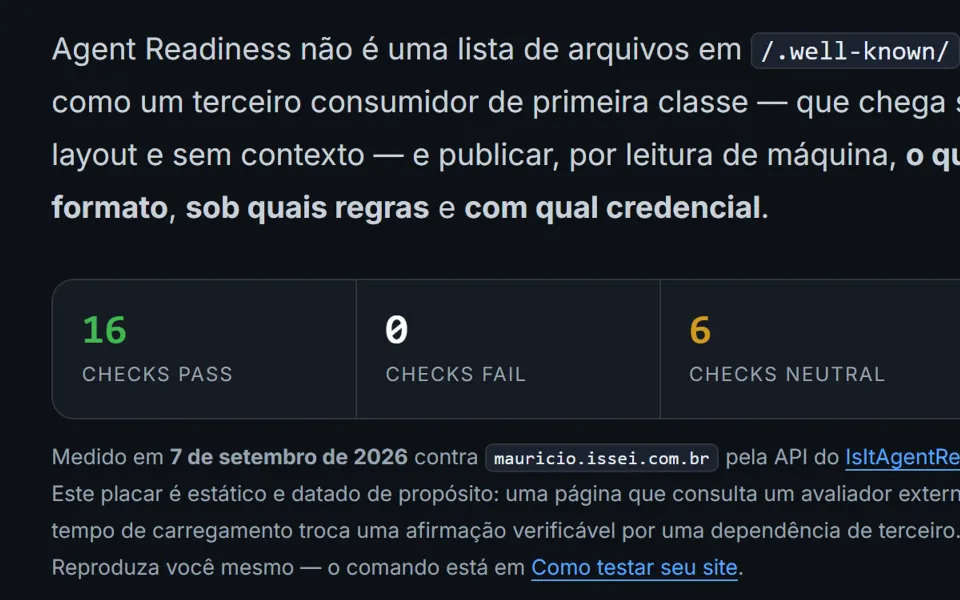 Agent Readiness não é uma lista de arquivos em /.well-known/
como um terceiro consumidor de primeira classe — que chega
layout e sem contexto — e publicar, por leitura de máquina, o
formato, sob quais regras e com qual credencial.
16
CHECKS PASS
0
CHECKS FAIL
6
CHECKS NEUTRAL
Medido em 7 de setembro de 2026 contra mauricio.issei.com.br pela API do IsItAgentRe
Este placar é estático e datado de propósito: uma página que consulta um avaliador extern
tempo de carregamento troca uma afirmação verificável por uma dependência de terceiro.
Reproduza você mesmo — o comando está em Como testar seu site.